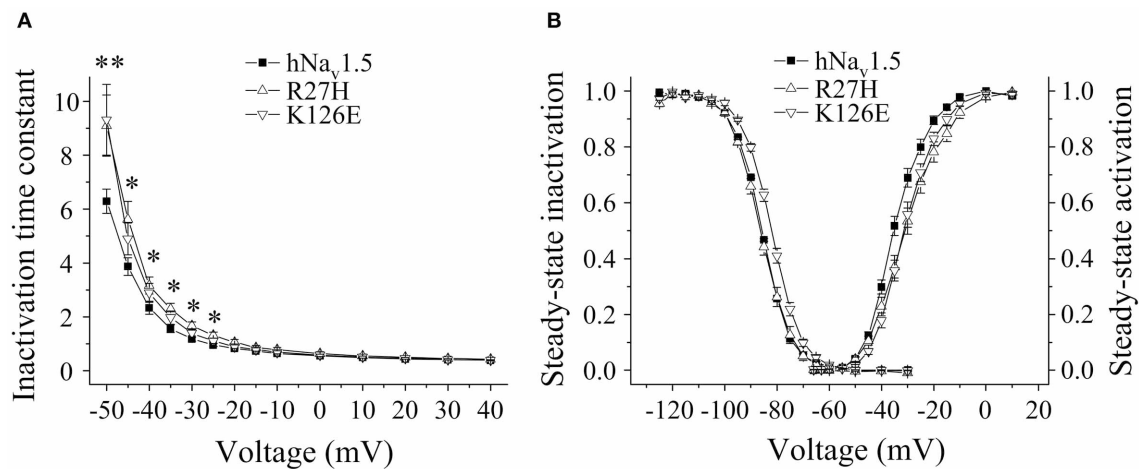 A
**
*
*
*
*
*
hNav1.5
R27H
K126E
Inactivation time constant
10
8
6
4
2
0
-50 -40 -30 -20 -10 0 10 20 30 40
Voltage (mV)
B
hNav1.5
R27H
K126E
Steady-state inactivation
1.0
0.8
0.6
0.4
0.2
0.0
Steady-state activation
1.0
0.8
0.6
0.4
0.2
0.0
-120 -100 -80 -60 -40 -20 0 20
Voltage (mV)